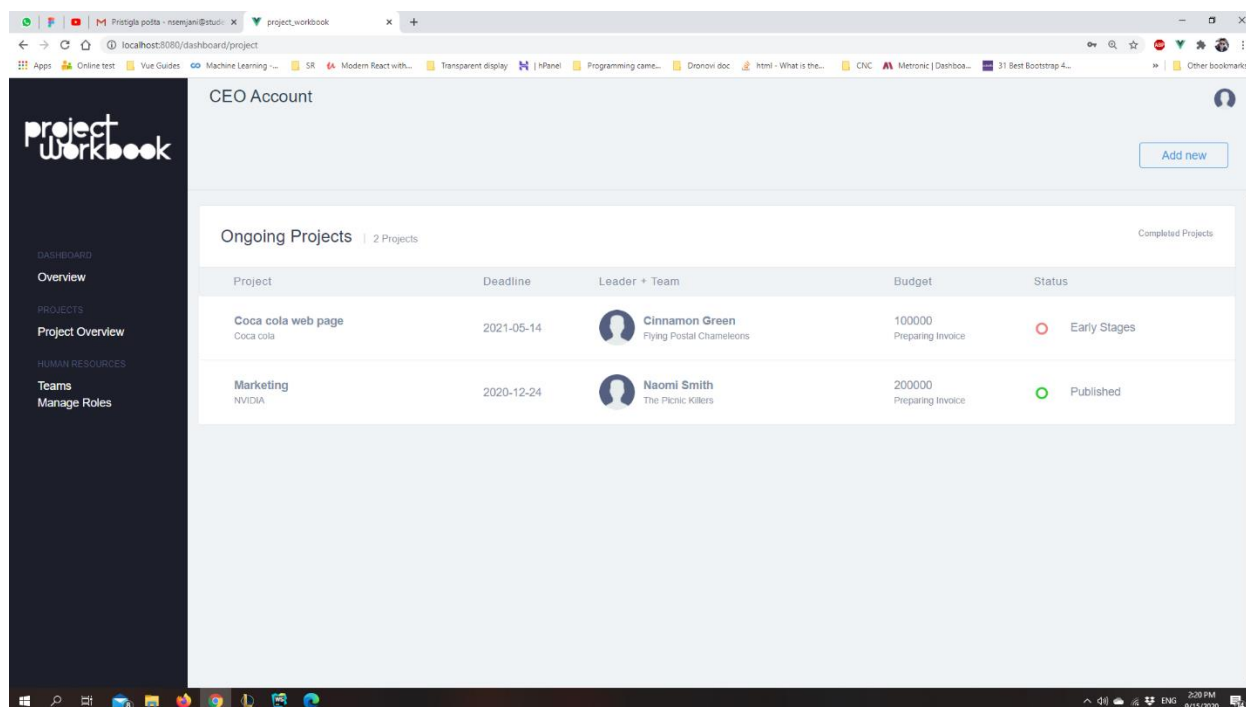 Pristigla pošta - nsemjani@stude
project_workbook
localhost:8080/dashboard/project
Apps Online test Vue Guides Machine Learning -... SR Modern React with... Transparent display | hPanel Programming came... Dronovi doc html - What is the... CNC Metronic | Dashboa... 31 Best Bootstrap 4... Other bookmarks
CEO Account
project
workbook
Add new
Ongoing Projects | 2 Projects
Completed Projects
DASHBOARD
Overview
PROJECTS
Project Overview
HUMAN RESOURCES
Teams
Manage Roles
Project Deadline Leader + Team Budget Status
Coca cola web page
Coca cola
2021-05-14
Cinnamon Green
Flying Postal Chameleons
100000
Preparing Invoice
Early Stages
Marketing
NVIDIA
2020-12-24
Naomi Smith
The Picnic Killers
200000
Preparing Invoice
Published
ENG
2:20 PM
9/15/2020